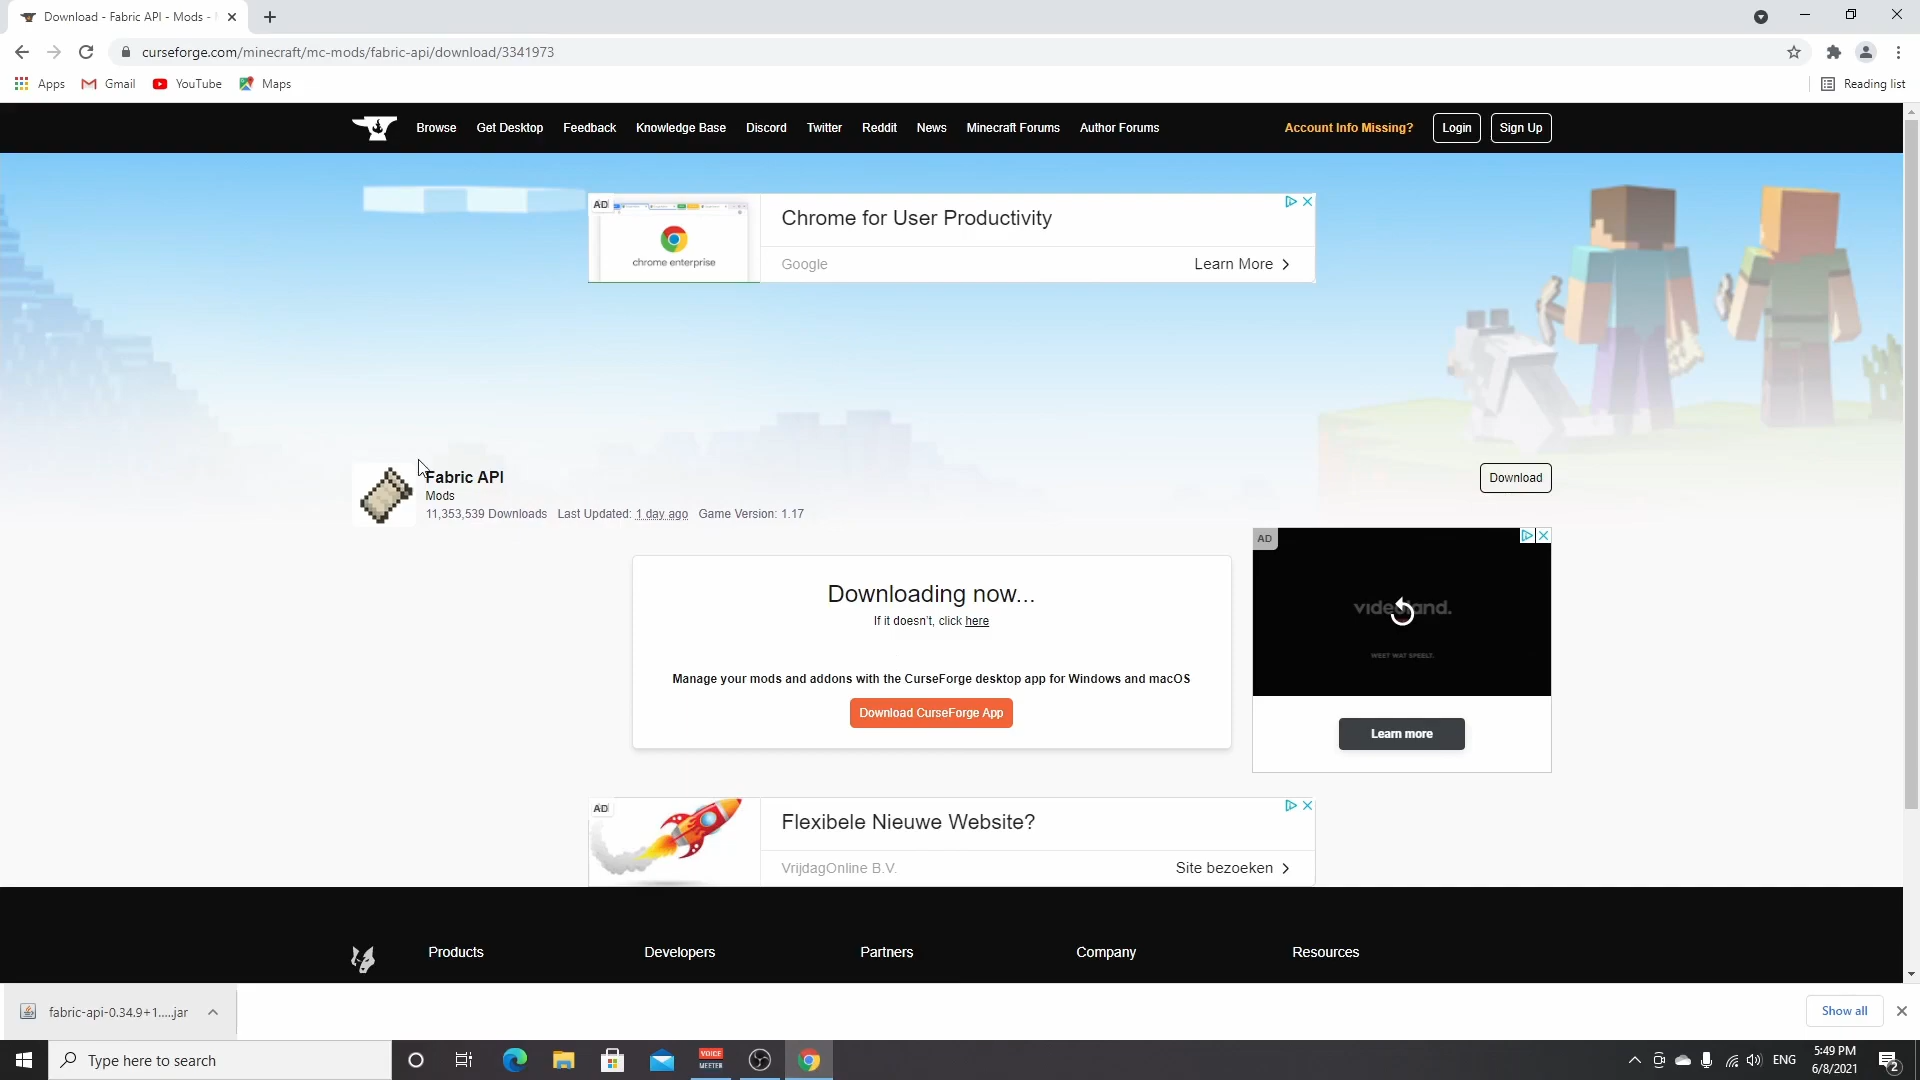 Download - Fabric API - Mods -
curseforge.com/minecraft/mc-mods/fabric-api/download/3341973
Apps
Gmail
YouTube
Maps
Reading list
Browse
Get Desktop
Feedback
Knowledge Base
Discord
Twitter
Reddit
News
Minecraft Forums
Author Forums
Account Info Missing?
Login
Sign Up
AD
chrome enterprise
Chrome for User Productivity
Google
Learn More
Fabric API
Mods
11,353,539 Downloads Last Updated: 1 day ago Game Version: 1.17
Download
Downloading now...
If it doesn't, click here
Manage your mods and addons with the CurseForge desktop app for Windows and macOS
Download CurseForge App
AD
WEET WAT SPEELT.
Learn more
AD
Flexibele Nieuwe Website?
VrijdagOnline B.V.
Site bezoeken
Products
Developers
Partners
Company
Resources
fabric-api-0.34.9+1.....jar
Show all
Type here to search
VOICE
MEETER
ENG
5:49 PM
6/8/2021
2